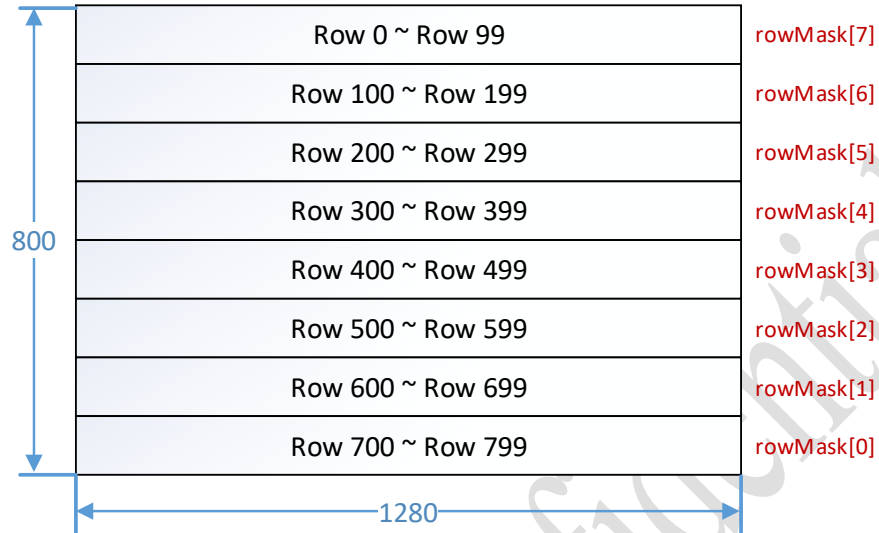 Row 0 ~ Row 99 rowMask[7]
Row 100 ~ Row 199 rowMask[6]
Row 200 ~ Row 299 rowMask[5]
Row 300 ~ Row 399 rowMask[4]
800
Row 400 ~ Row 499 rowMask[3]
Row 500 ~ Row 599 rowMask[2]
Row 600 ~ Row 699 rowMask[1]
Row 700 ~ Row 799 rowMask[0]
1280